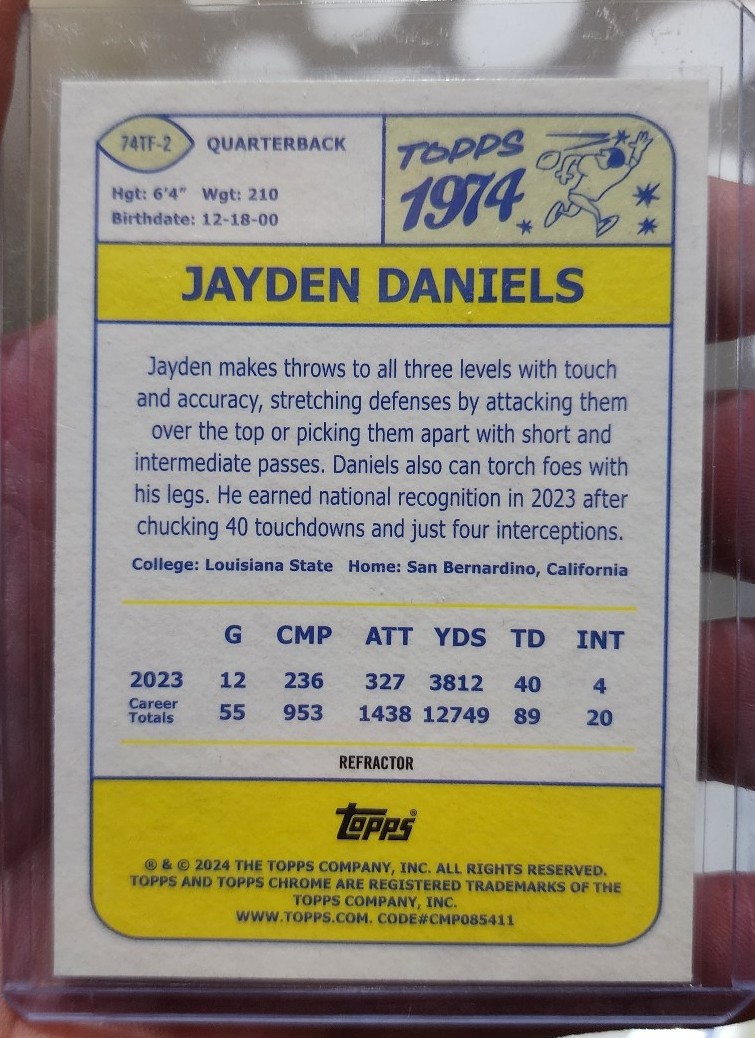 74TF-2 QUARTERBACK
Hgt: 6'4" Wgt: 210
Birthdate: 12-18-00
TOPPS
1974
JAYDEN DANIELS
Jayden makes throws to all three levels with touch
and accuracy, stretching defenses by attacking them
over the top or picking them apart with short and
intermediate passes. Daniels also can torch foes with
his legs. He earned national recognition in 2023 after
chucking 40 touchdowns and just four interceptions.
College: Louisiana State Home: San Bernardino, California
G CMP ATT YDS TD INT
2023 12 236 327 3812 40 4
Career Totals 55 953 1438 12749 89 20
REFRACTOR
topps®
® & © 2024 THE TOPPS COMPANY, INC. ALL RIGHTS RESERVED.
TOPPS AND TOPPS CHROME ARE REGISTERED TRADEMARKS OF THE
TOPPS COMPANY, INC.
WWW.TOPPS.COM. CODE#CMP085411